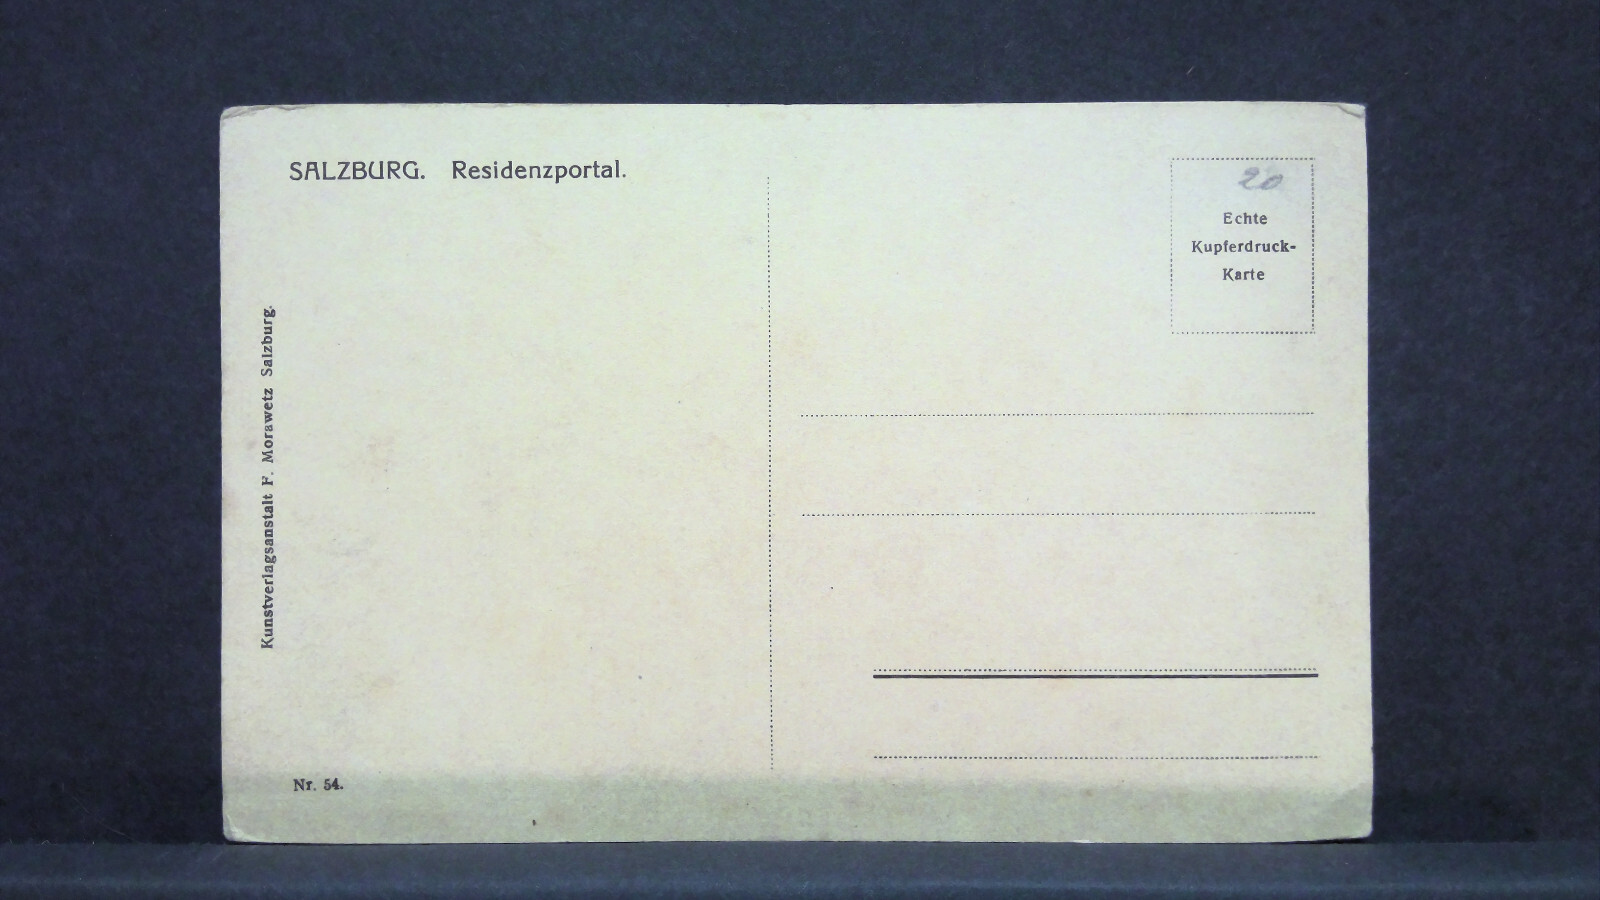 SALZBURG. Residenzportal.
20
Echte
Kupferdruck-
Karte
Kunstverlagsanstalt F. Morawetz Salzburg.
Nr. 54.